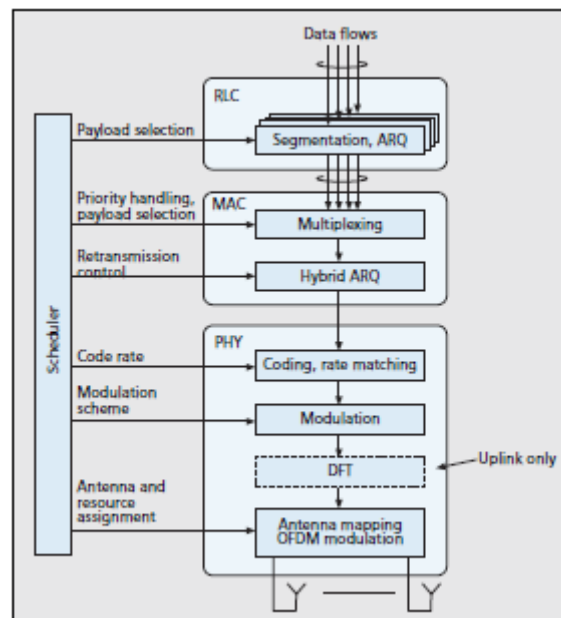 Data flows
RLC
Payload selection
Segmentation, ARQ
Priority handling,
payload selection
MAC
Multiplexing
Retransmission
control
Hybrid ARQ
Scheduler
PHY
Code rate
Coding, rate matching
Modulation
scheme
Modulation
DFT
Uplink only
Antenna and
resource
assignment
Antenna mapping
OFDM modulation